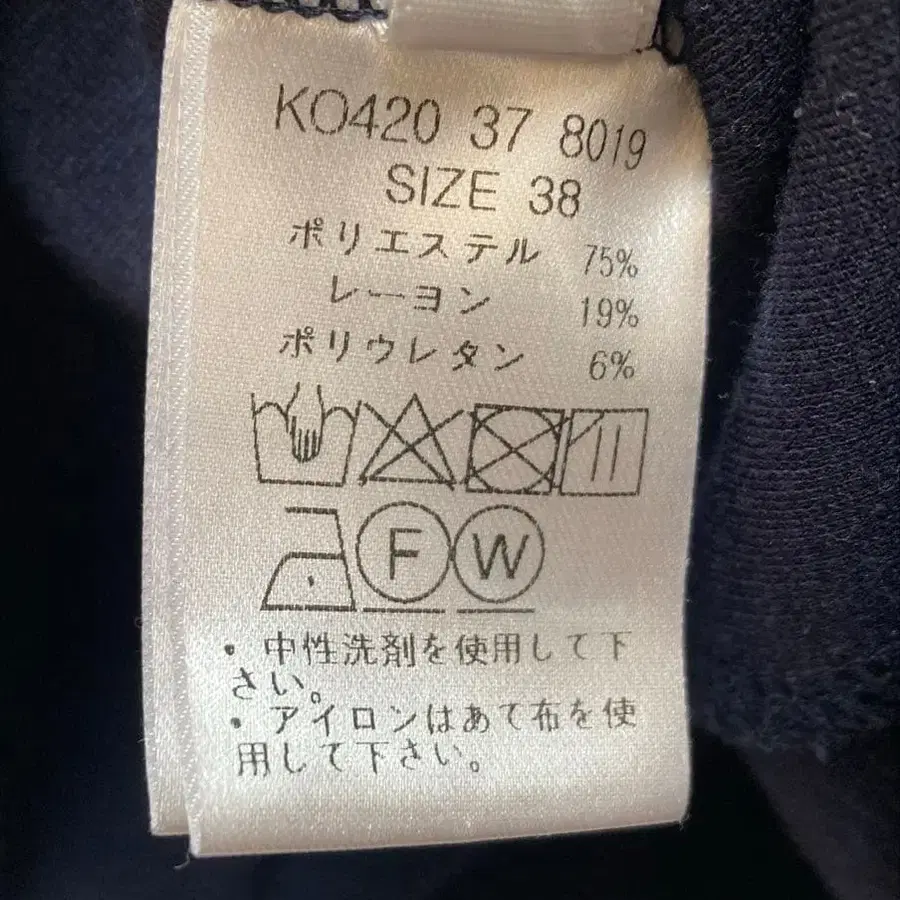 KO420 37 8019
SIZE 38
ポリエステル 75%
レーヨン 19%
ポリウレタン 6%
F W
・中性洗剤を使用して下
さい。
・アイロンはあて布を使
用して下さい。